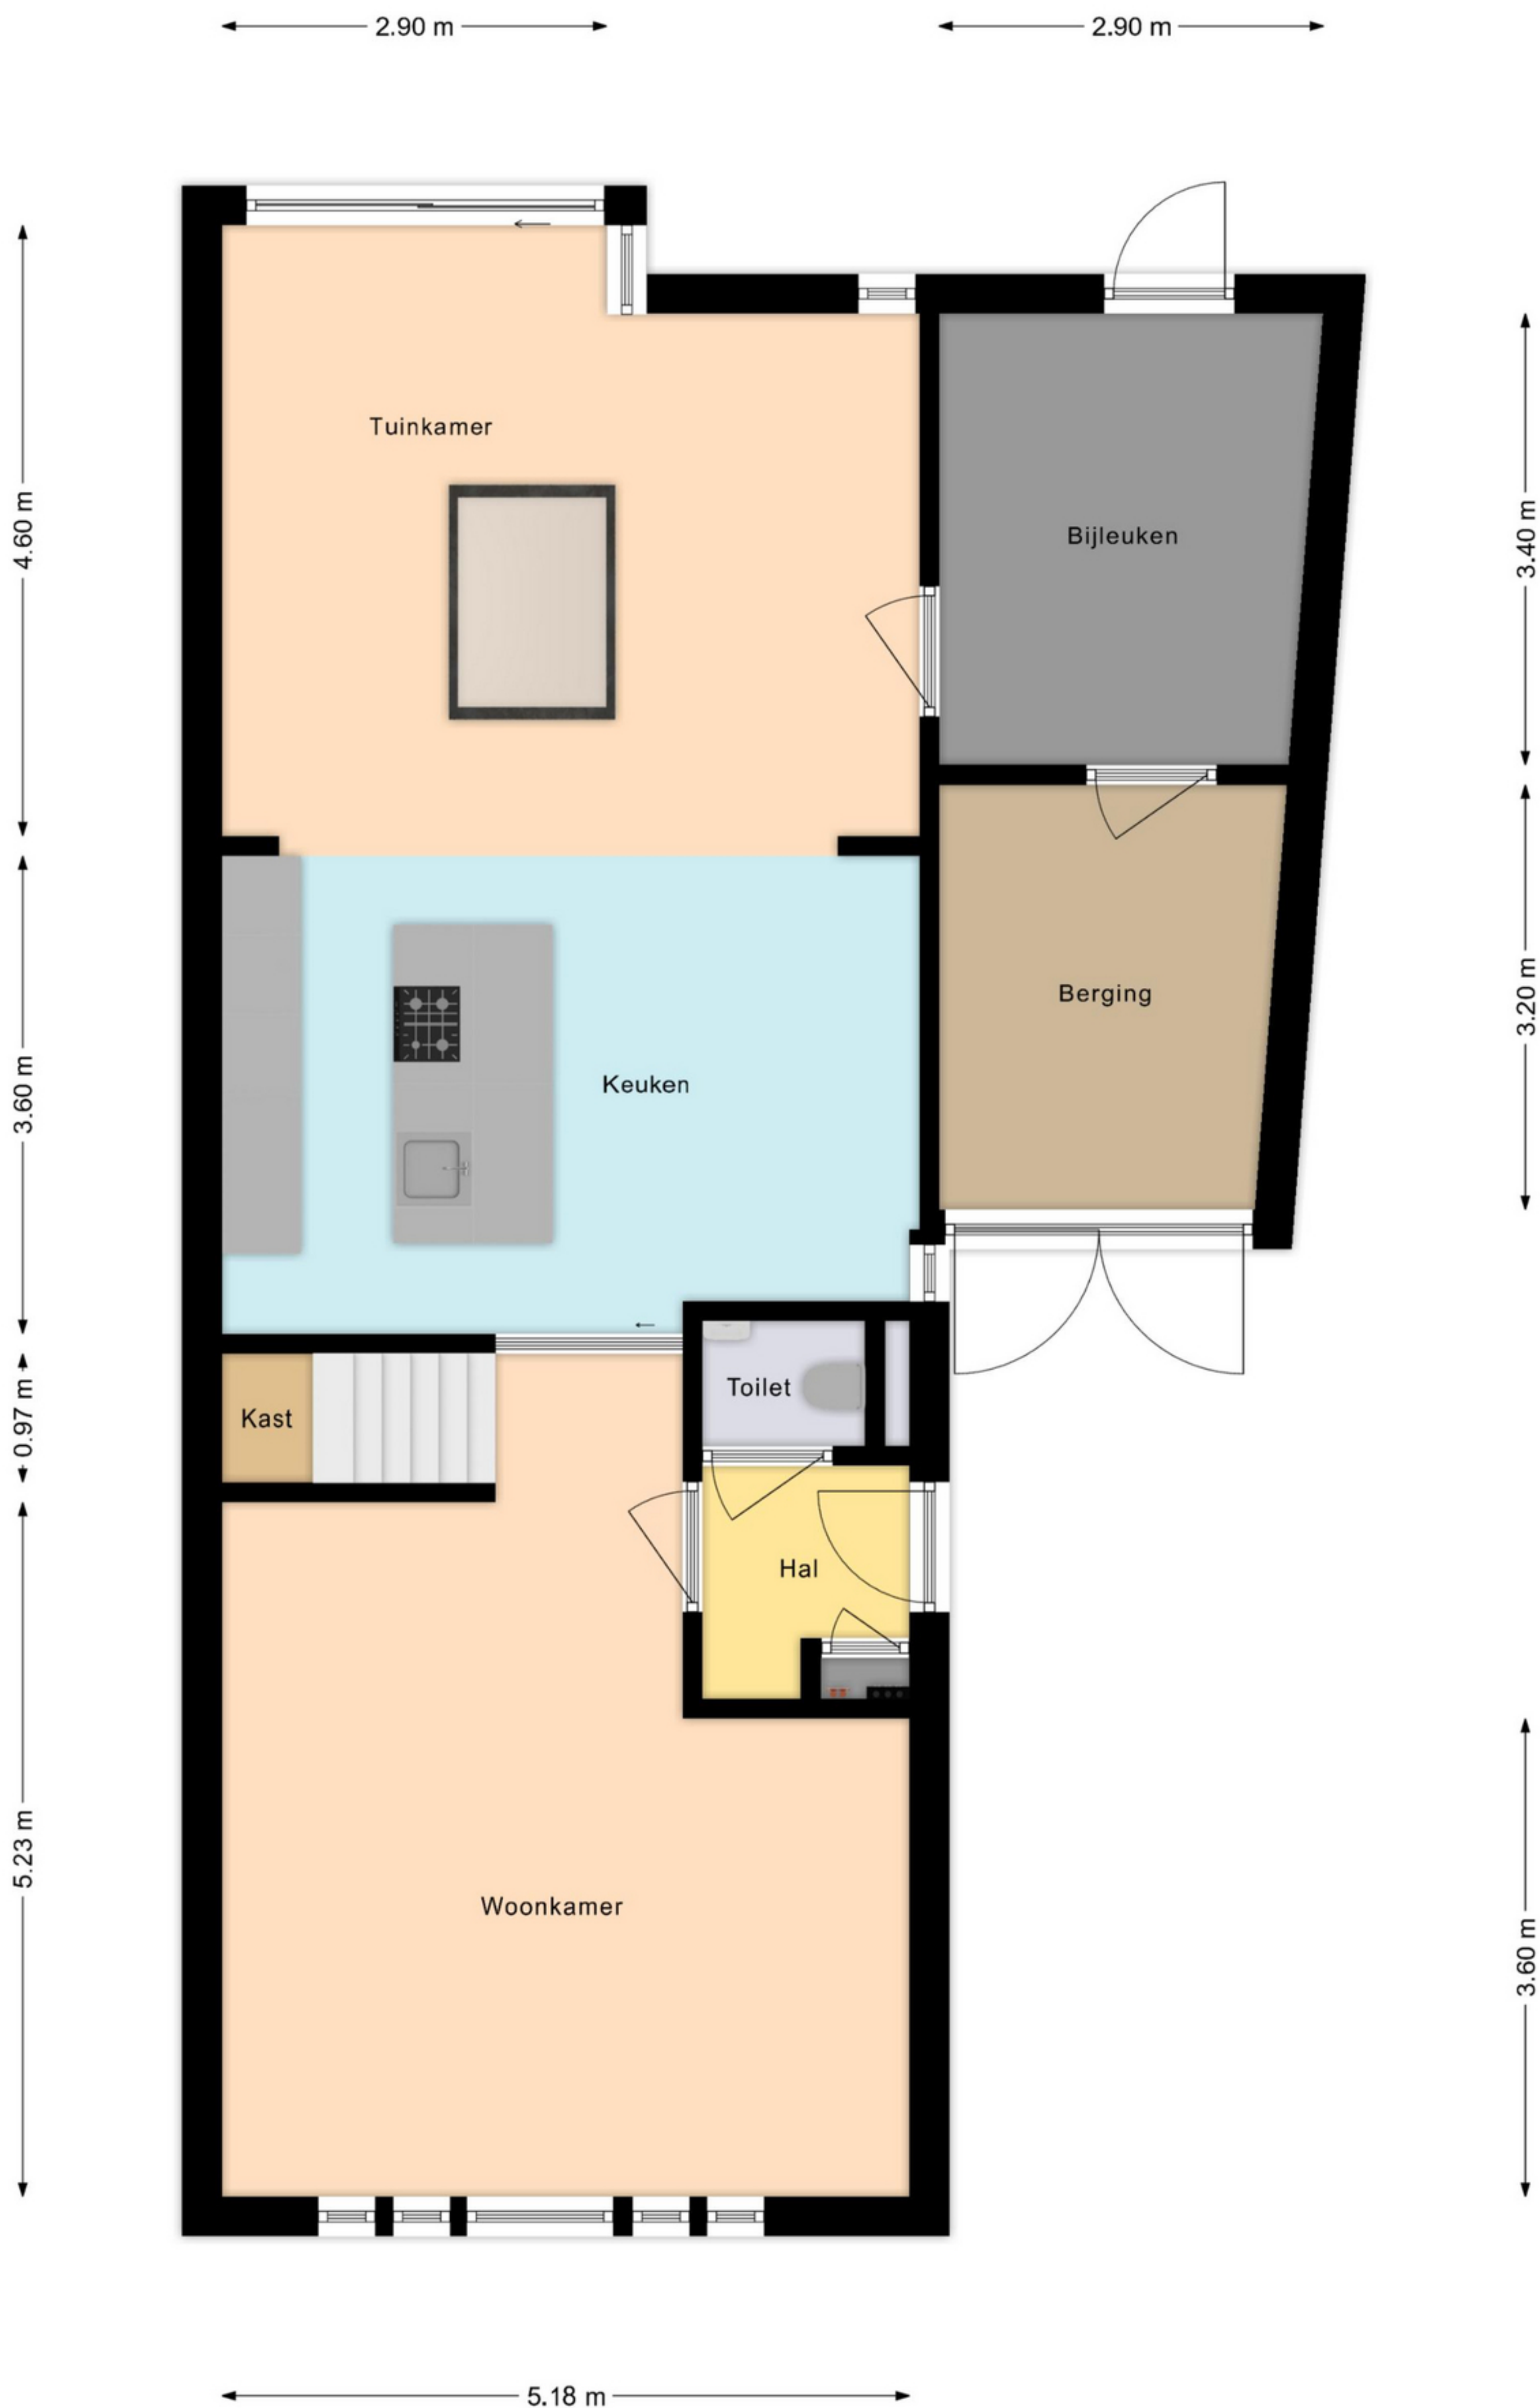 2.90 m
2.90 m
4.60 m
3.40 m
Tuinkamer
Bijleuken
Berging
3.20 m
3.60 m
Keuken
0.97 m
Kast
Toilet
Hal
5.23 m
Woonkamer
3.60 m
5.18 m